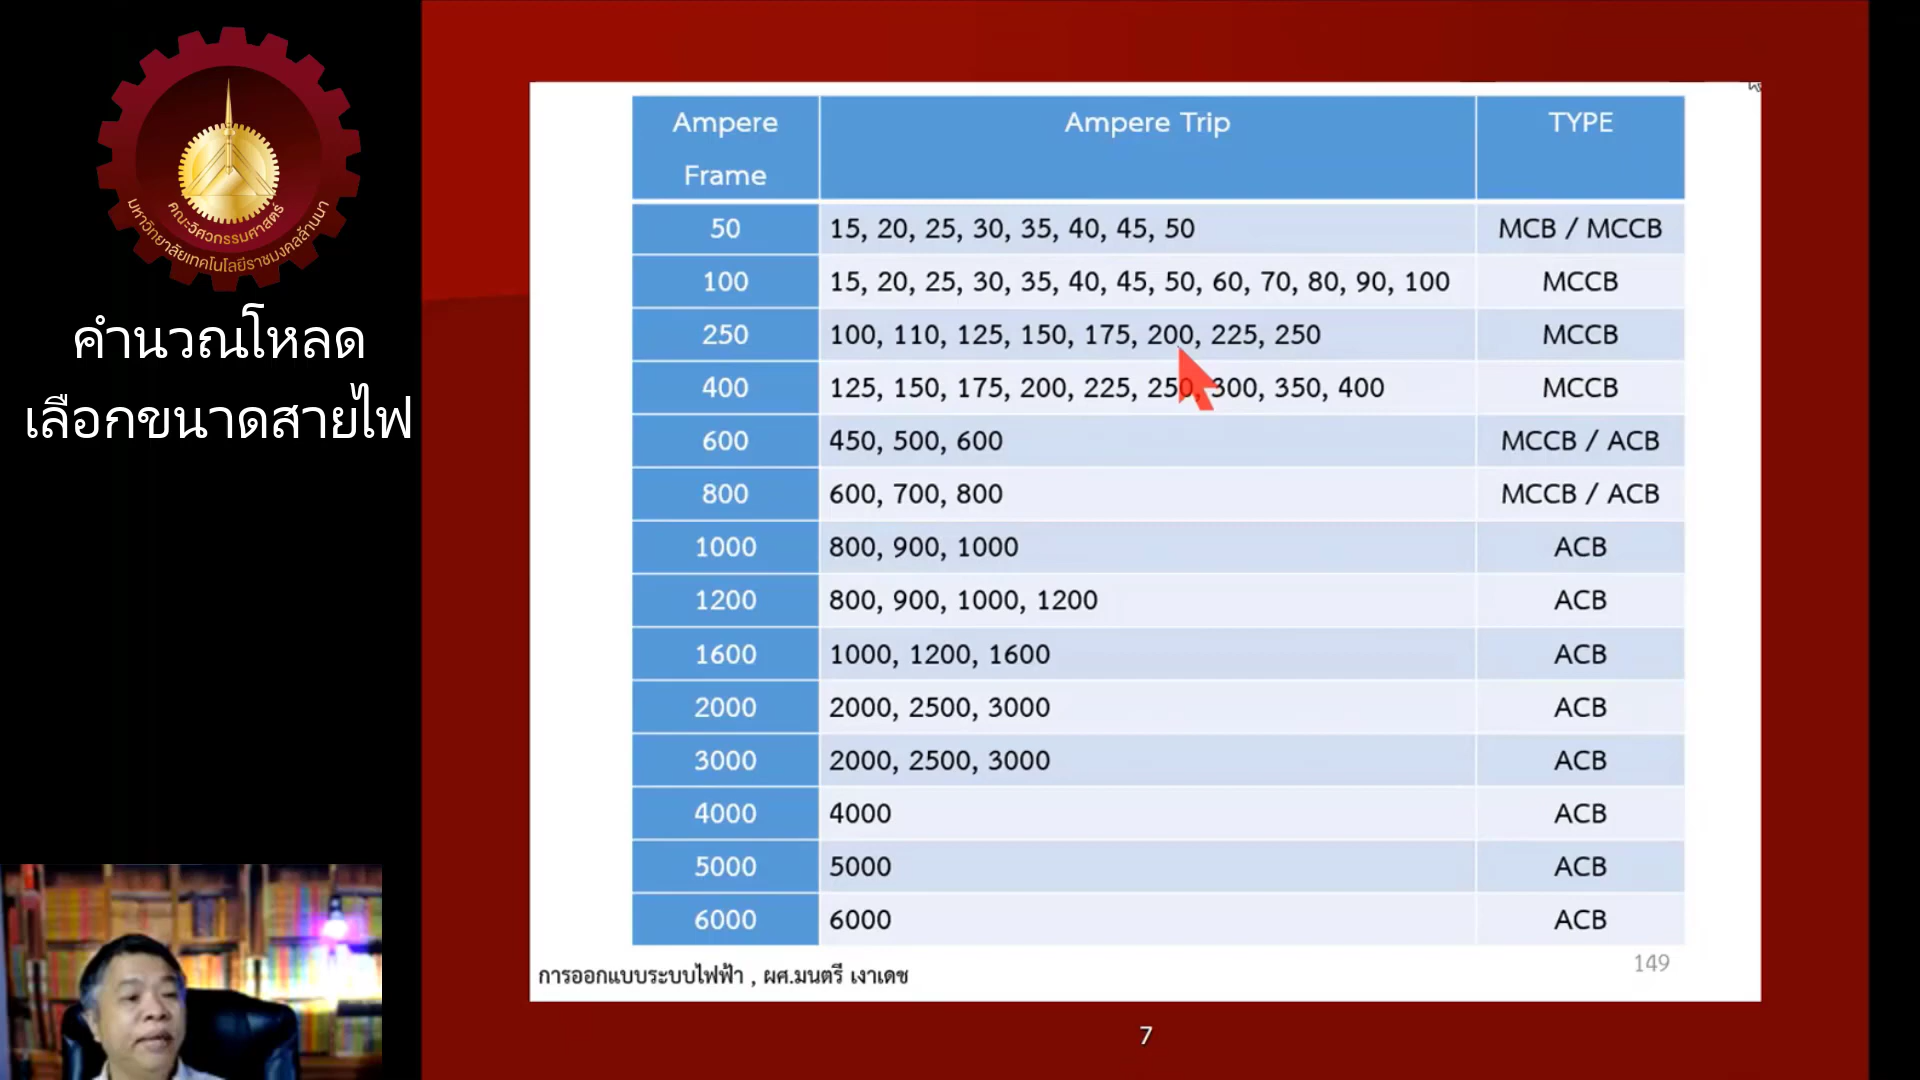 คณะวิศวกรรมศาสตร์
มหาวิทยาลัยเทคโนโลยีราชมงคลล้านนา
คำนวณโหลด
เลือกขนาดสายไฟ
Ampere Frame Ampere Trip TYPE
50 15, 20, 25, 30, 35, 40, 45, 50 MCB / MCCB
100 15, 20, 25, 30, 35, 40, 45, 50, 60, 70, 80, 90, 100 MCCB
250 100, 110, 125, 150, 175, 200, 225, 250 MCCB
400 125, 150, 175, 200, 225, 250, 300, 350, 400 MCCB
600 450, 500, 600 MCCB / ACB
800 600, 700, 800 MCCB / ACB
1000 800, 900, 1000 ACB
1200 800, 900, 1000, 1200 ACB
1600 1000, 1200, 1600 ACB
2000 2000, 2500, 3000 ACB
3000 2000, 2500, 3000 ACB
4000 4000 ACB
5000 5000 ACB
6000 6000 ACB
การออกแบบระบบไฟฟ้า , ผศ.มนตรี เงาเดช
149
7